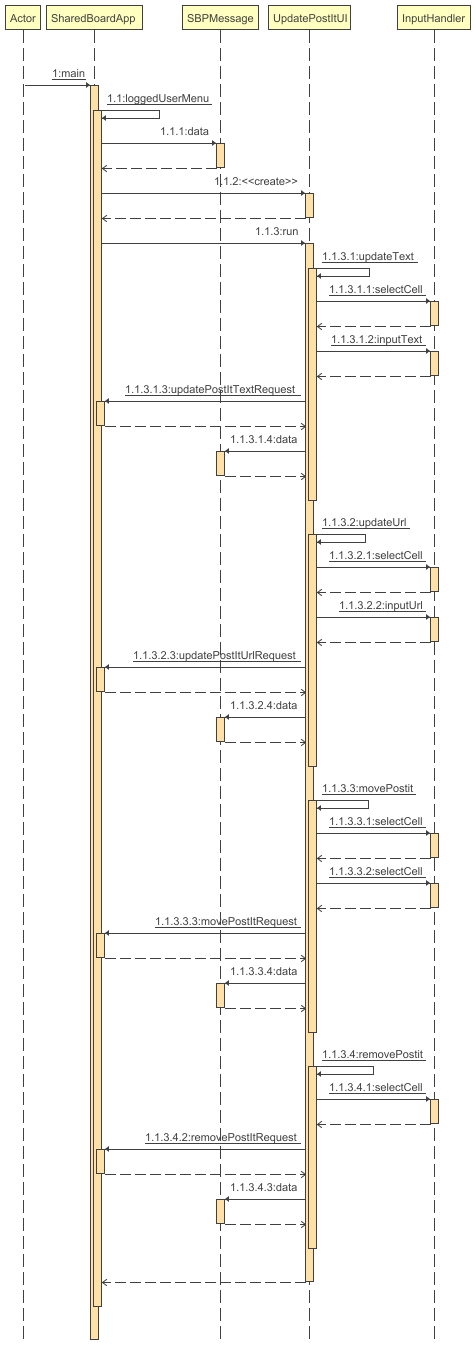 Actor
SharedBoardApp
SBPMessage
UpdatePostItUI
InputHandler
1:main
1.1:loggedUserMenu
1.1.1:data
1.1.2:<<create>>
1.1.3:run
1.1.3.1:updateText
1.1.3.1.1:selectCell
1.1.3.1.2:inputText
1.1.3.1.3:updatePostItTextRequest
1.1.3.1.4:data
1.1.3.2:updateUrl
1.1.3.2.1:selectCell
1.1.3.2.2:inputUrl
1.1.3.2.3:updatePostItUrlRequest
1.1.3.2.4:data
1.1.3.3:movePostit
1.1.3.3.1:selectCell
1.1.3.3.2:selectCell
1.1.3.3.3:movePostItRequest
1.1.3.3.4:data
1.1.3.4:removePostit
1.1.3.4.1:selectCell
1.1.3.4.2:removePostItRequest
1.1.3.4.3:data